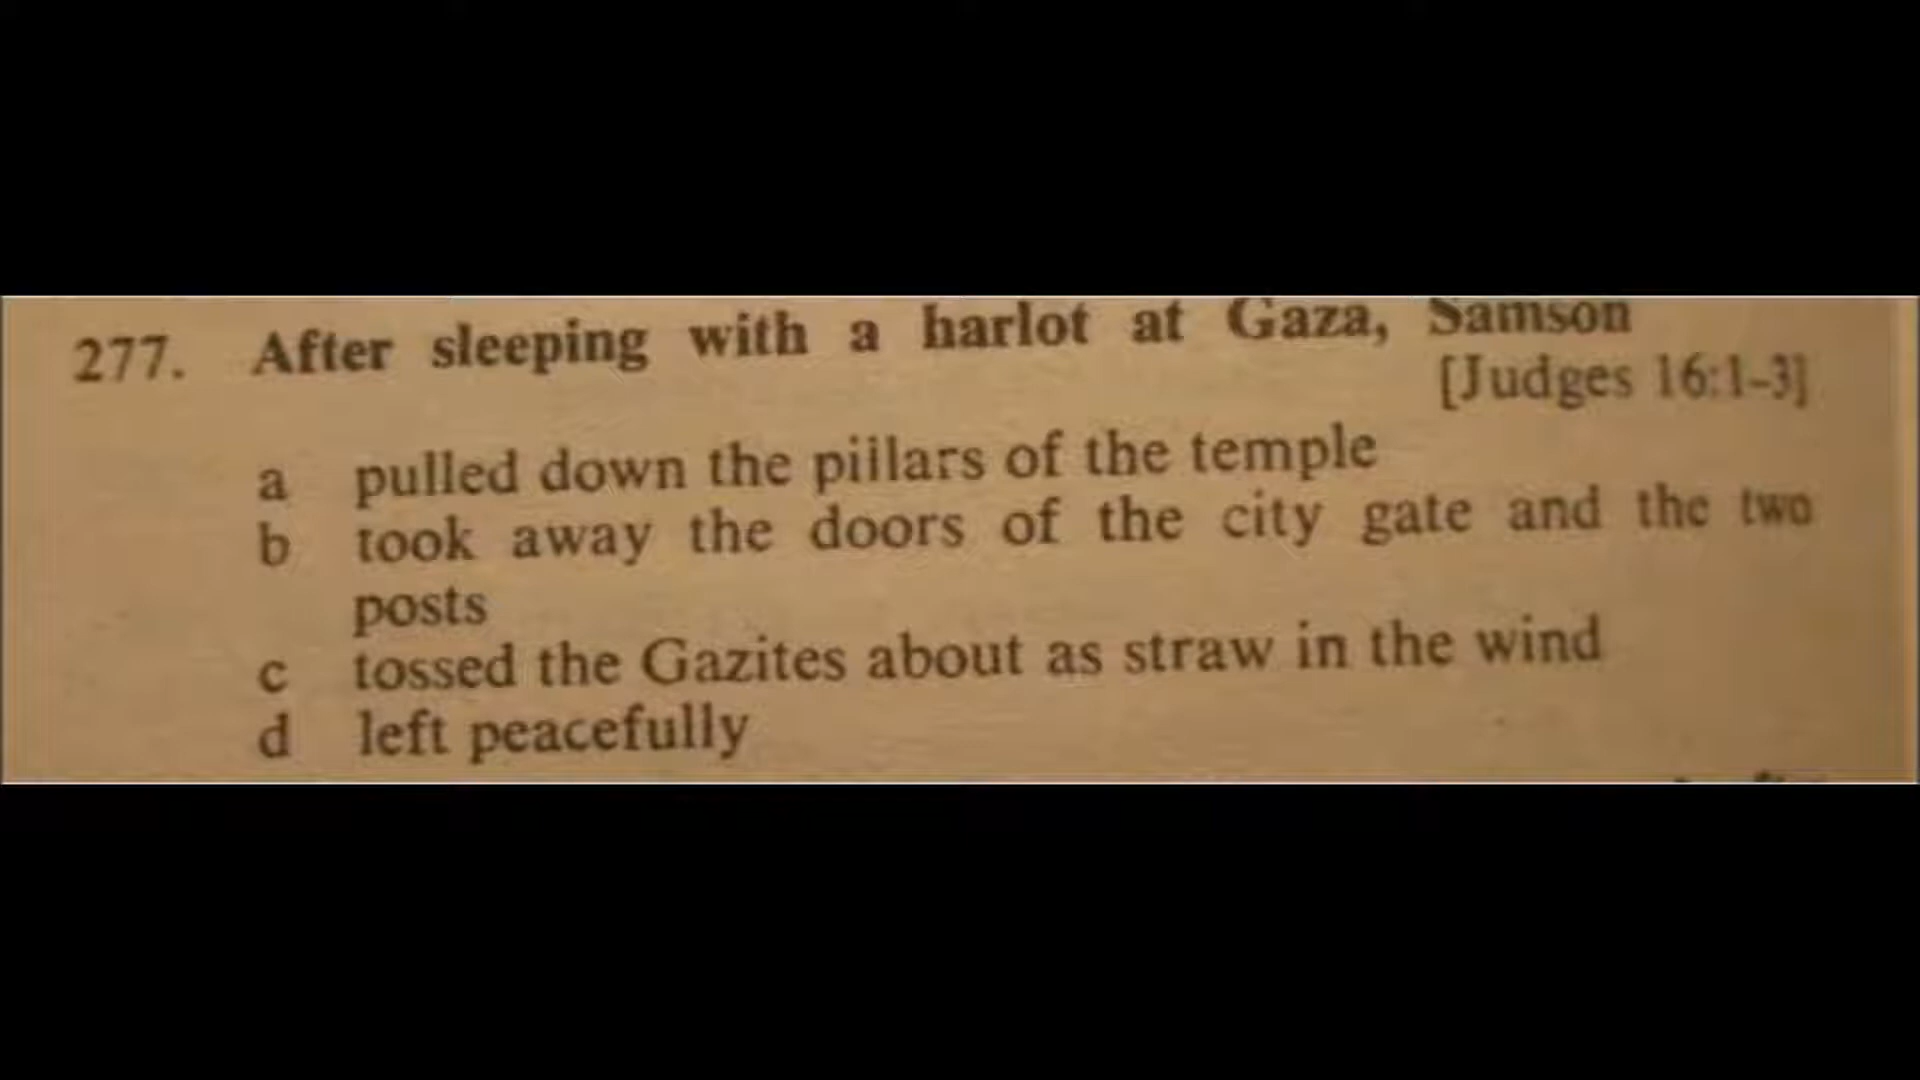 277. After sleeping with a harlot at Gaza, Samson
[Judges 16:1-3]
a pulled down the pillars of the temple
b took away the doors of the city gate and the two
posts
c tossed the Gazites about as straw in the wind
d left peacefully